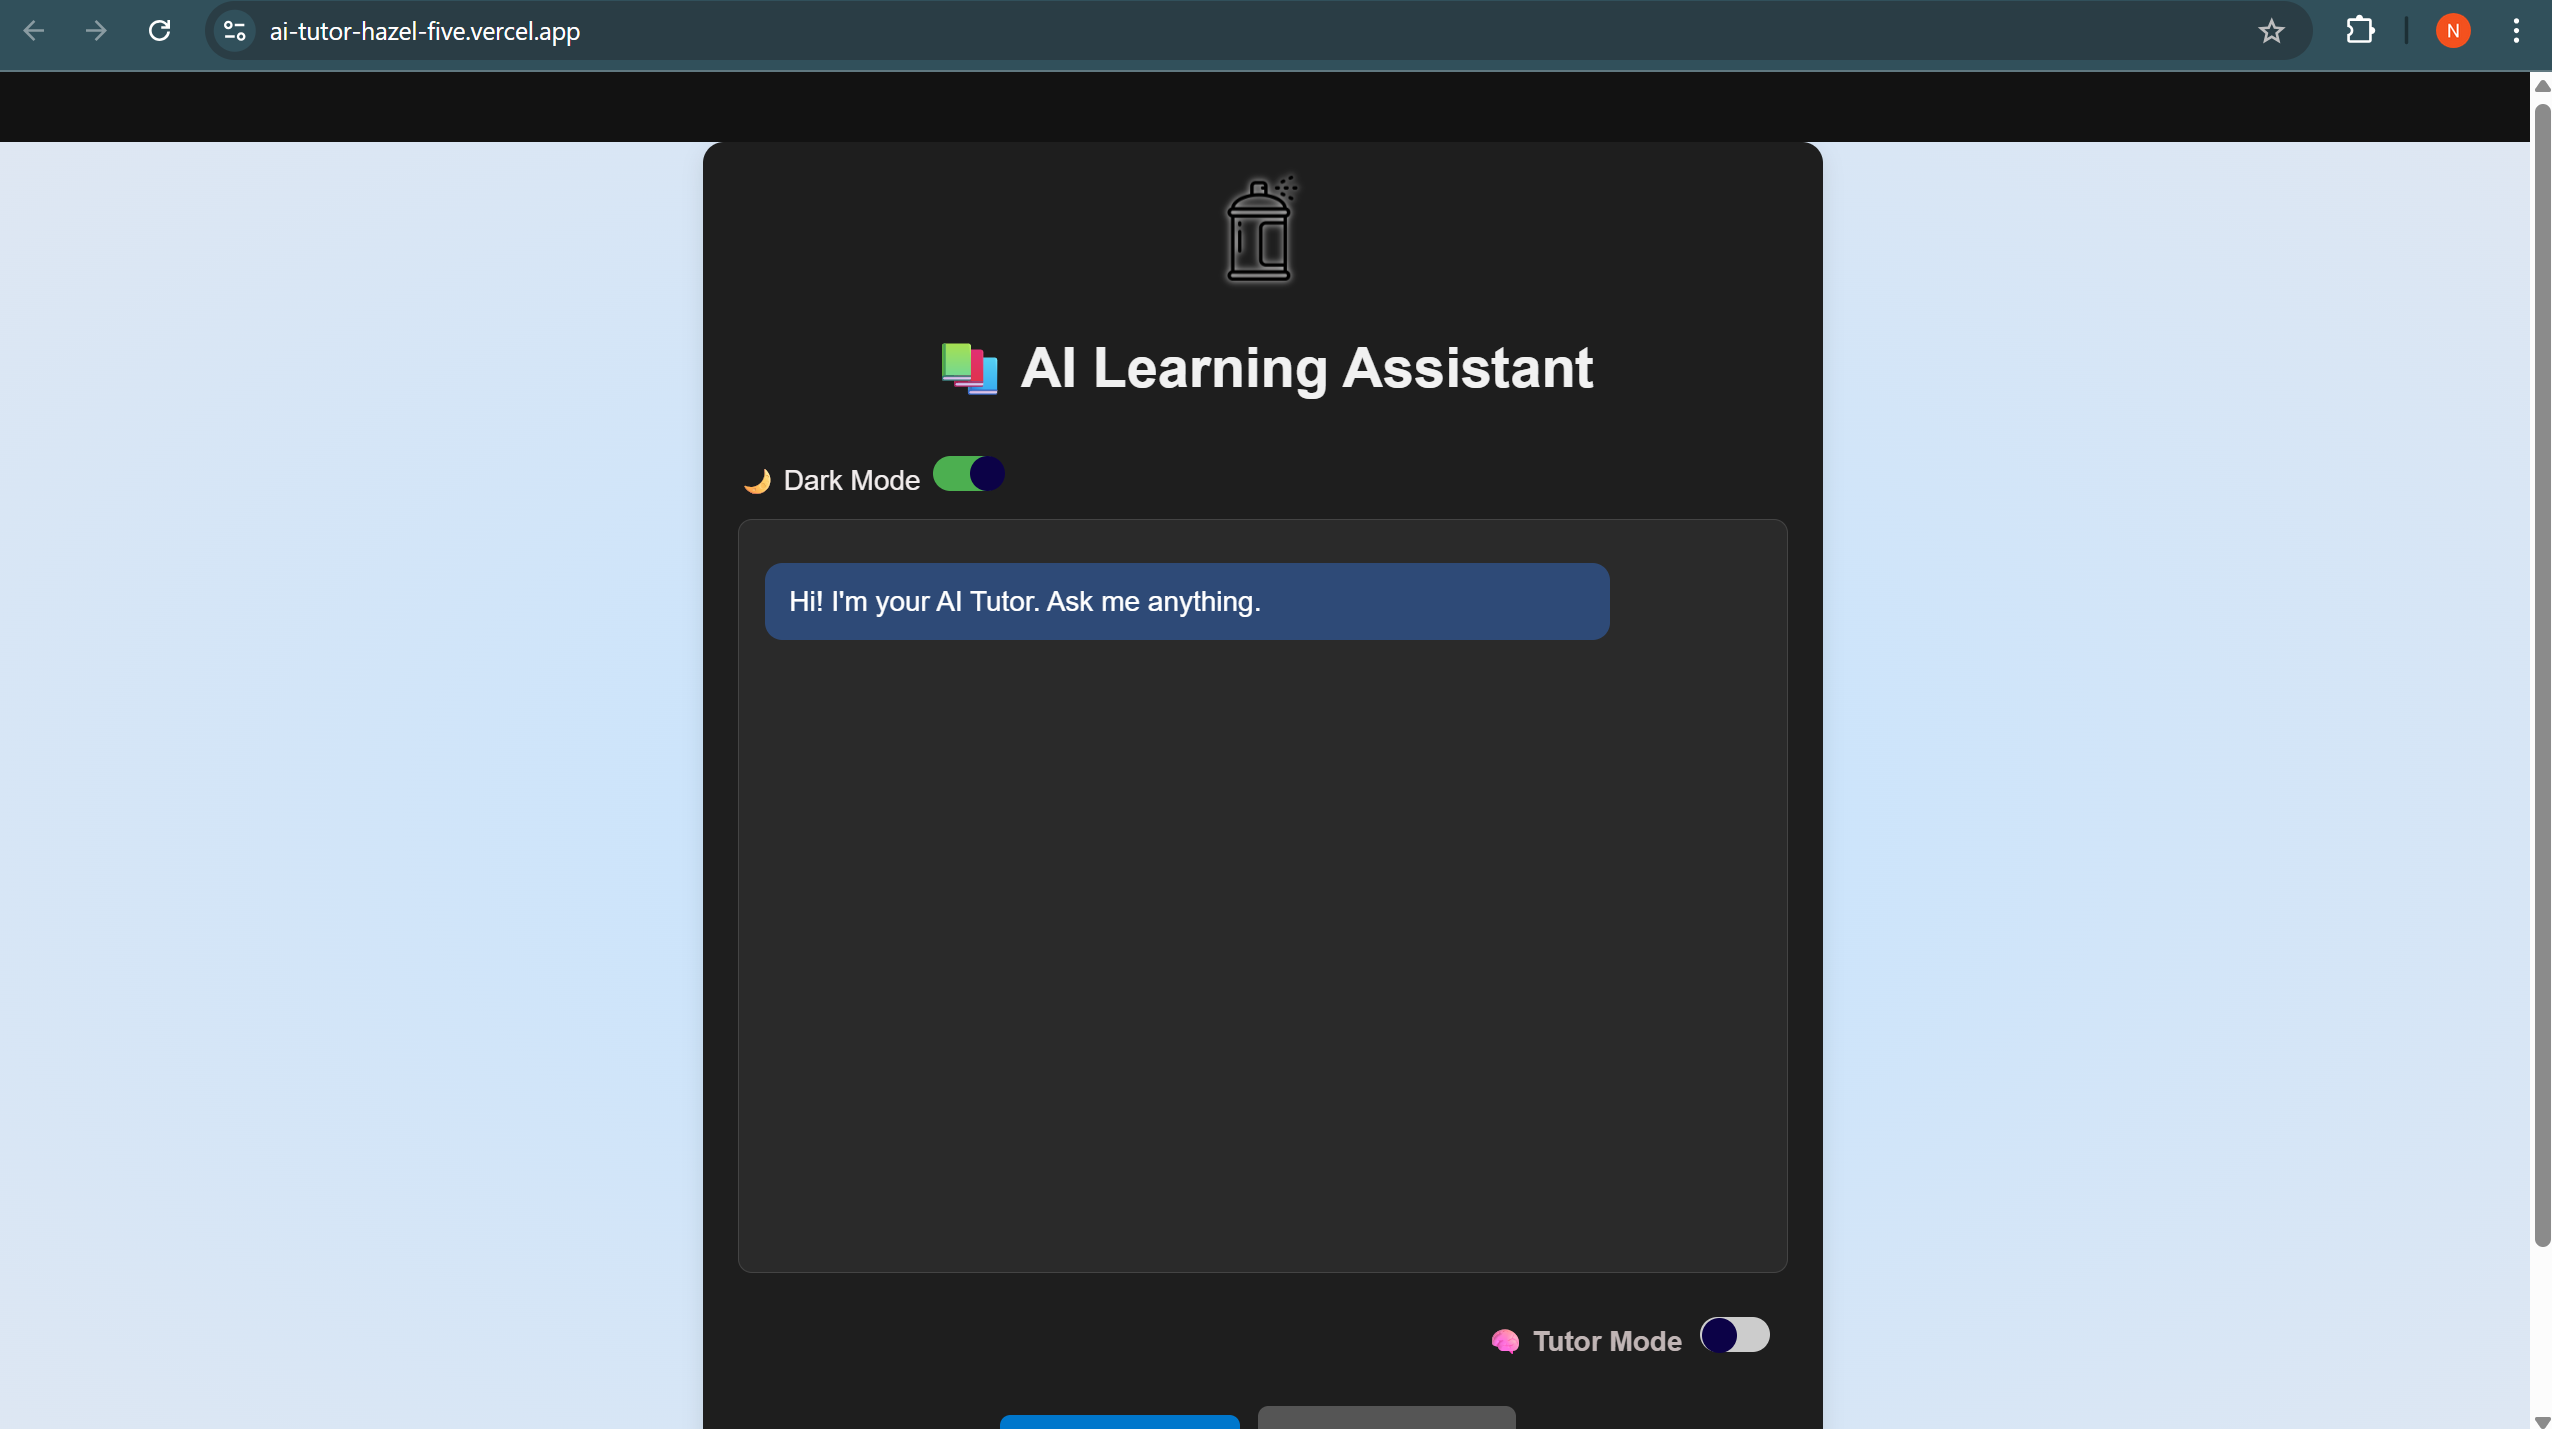 ai-tutor-hazel-five.vercel.app
N
📚 AI Learning Assistant
🌙 Dark Mode
Hi! I'm your AI Tutor. Ask me anything.
🧠 Tutor Mode